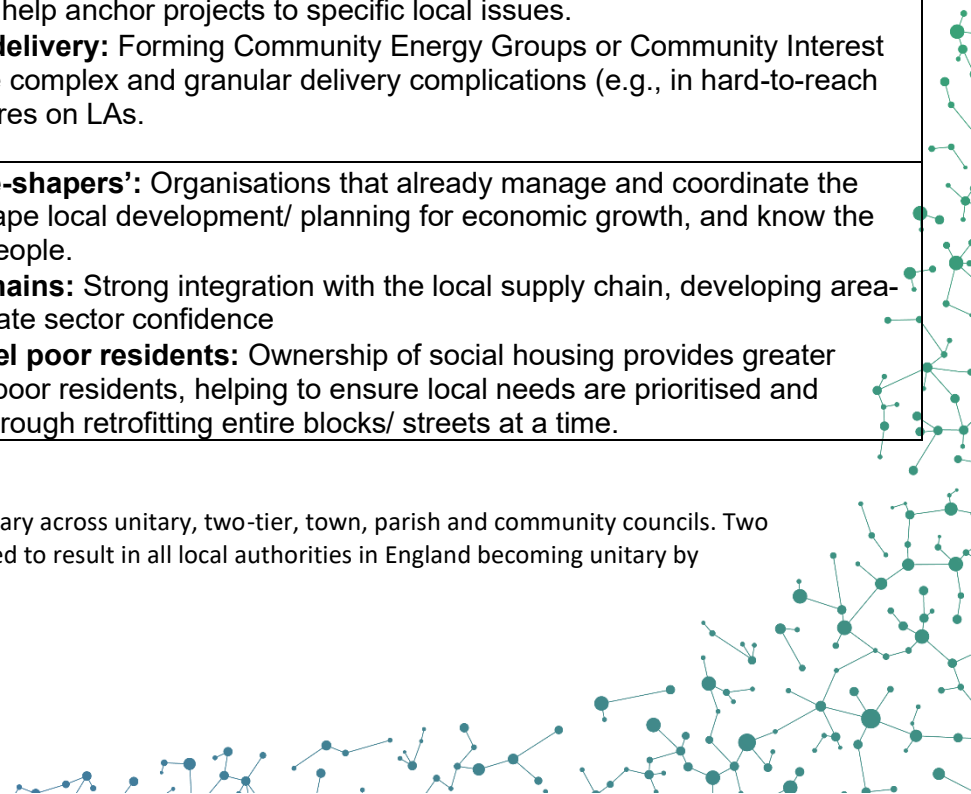 help anchor projects to specific local issues.
delivery: Forming Community Energy Groups or Community Interest
complex and granular delivery complications (e.g., in hard-to-reach
res on LAs.
-shapers’: Organisations that already manage and coordinate the
ape local development/ planning for economic growth, and know the
eople.
hains: Strong integration with the local supply chain, developing area-
ate sector confidence
el poor residents: Ownership of social housing provides greater
poor residents, helping to ensure local needs are prioritised and
rough retrofitting entire blocks/ streets at a time.
ary across unitary, two-tier, town, parish and community councils. Two
ed to result in all local authorities in England becoming unitary by